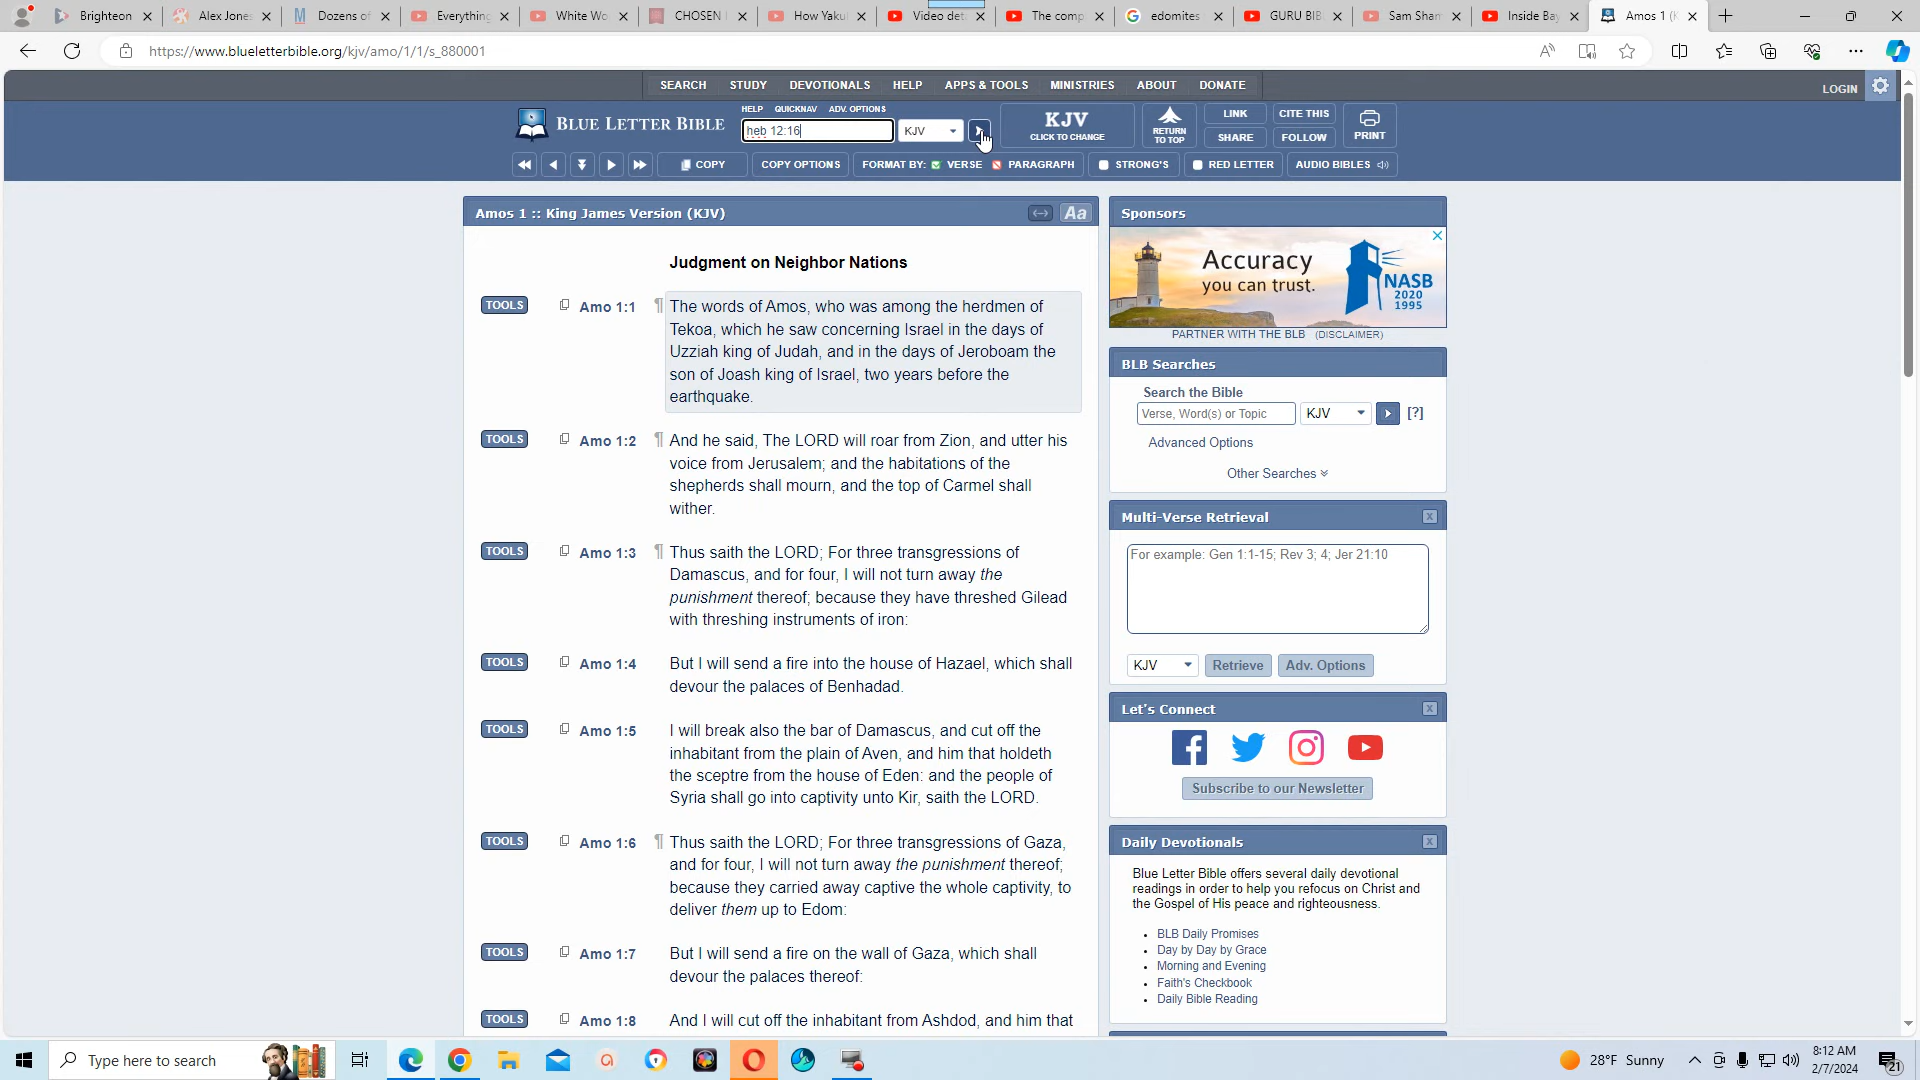 Brighteon
Alex Jones
Dozens of
Everything
White Wo
CHOSEN
How Yaku
Video det
The comp
edomites
GURU BIB
Sam Sham
Inside Bay
Amos 1 (K
https://www.blueletterbible.org/kjv/amo/1/1/s_880001
SEARCH STUDY DEVOTIONALS HELP APPS & TOOLS MINISTRIES ABOUT DONATE
LOGIN
HELP QUICKNAV ADV. OPTIONS
BLUE LETTER BIBLE
heb 12:16
KJV
KJV
CLICK TO CHANGE
RETURN
TO TOP
LINK
CITE THIS
SHARE
FOLLOW
PRINT
COPY
COPY OPTIONS
FORMAT BY: VERSE PARAGRAPH
STRONG'S
RED LETTER
AUDIO BIBLES
Amos 1 :: King James Version (KJV)
Aa
Judgment on Neighbor Nations
TOOLS Amo 1:1 ¶ The words of Amos, who was among the herdmen of
Tekoa, which he saw concerning Israel in the days of
Uzziah king of Judah, and in the days of Jeroboam the
son of Joash king of Israel, two years before the
earthquake.
TOOLS Amo 1:2 ¶ And he said, The LORD will roar from Zion, and utter his
voice from Jerusalem; and the habitations of the
shepherds shall mourn, and the top of Carmel shall
wither.
TOOLS Amo 1:3 ¶ Thus saith the LORD; For three transgressions of
Damascus, and for four, I will not turn away the
punishment thereof; because they have threshed Gilead
with threshing instruments of iron:
TOOLS Amo 1:4 But I will send a fire into the house of Hazael, which shall
devour the palaces of Benhadad.
TOOLS Amo 1:5 I will break also the bar of Damascus, and cut off the
inhabitant from the plain of Aven, and him that holdeth
the sceptre from the house of Eden: and the people of
Syria shall go into captivity unto Kir, saith the LORD.
TOOLS Amo 1:6 ¶ Thus saith the LORD; For three transgressions of Gaza,
and for four, I will not turn away the punishment thereof;
because they carried away captive the whole captivity, to
deliver them up to Edom:
TOOLS Amo 1:7 But I will send a fire on the wall of Gaza, which shall
devour the palaces thereof:
TOOLS Amo 1:8 And I will cut off the inhabitant from Ashdod, and him that
Sponsors
Accuracy
you can trust.
NASB
2020
1995
PARTNER WITH THE BLB (DISCLAIMER)
BLB Searches
Search the Bible
Verse, Word(s) or Topic KJV [?]
Advanced Options
Other Searches
Multi-Verse Retrieval
For example: Gen 1:1-15; Rev 3; 4; Jer 21:10
KJV Retrieve Adv. Options
Let's Connect
Subscribe to our Newsletter
Daily Devotionals
Blue Letter Bible offers several daily devotional
readings in order to help you refocus on Christ and
the Gospel of His peace and righteousness.
• BLB Daily Promises
• Day by Day by Grace
• Morning and Evening
• Faith's Checkbook
• Daily Bible Reading
Type here to search
28°F Sunny
8:12 AM
2/7/2024
21